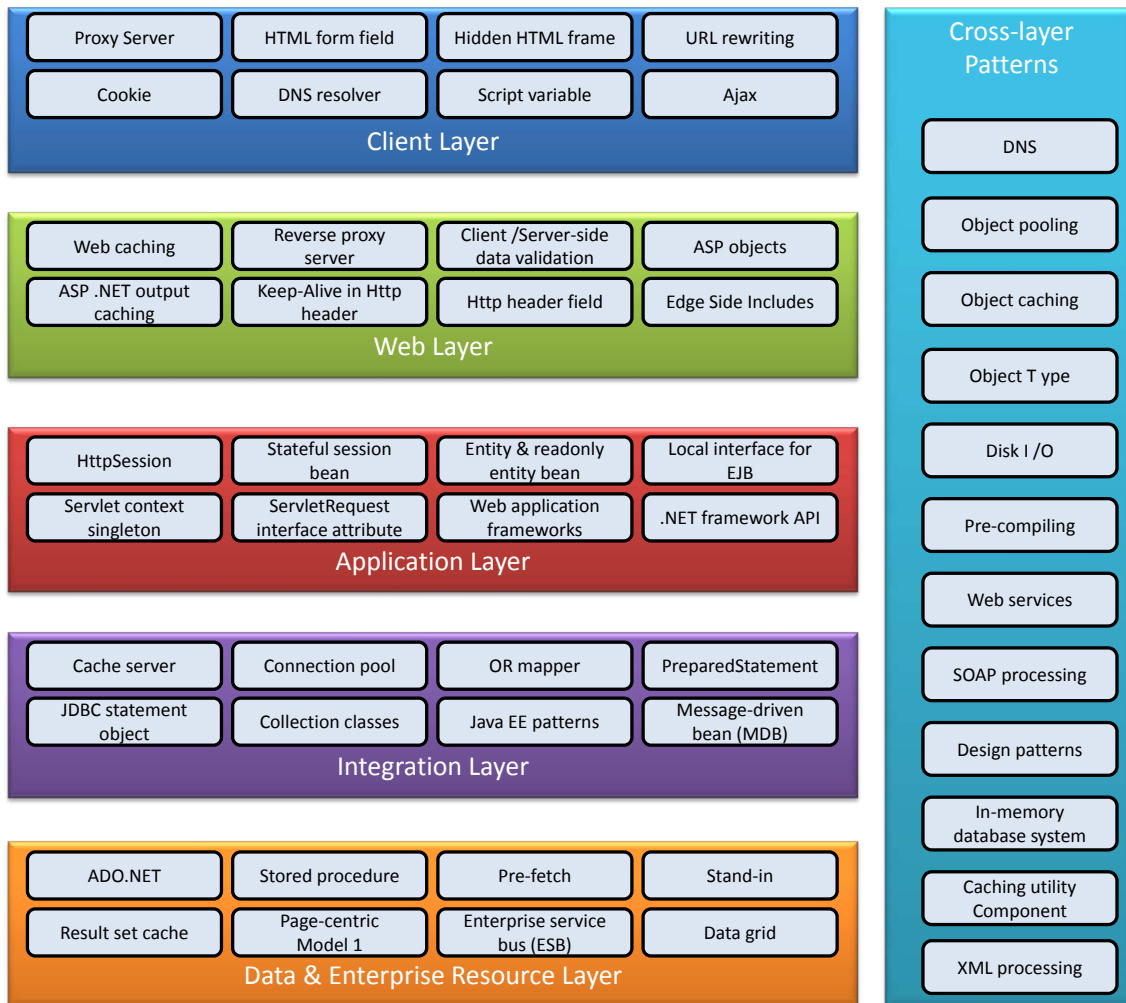 Proxy Server
HTML form field
Hidden HTML frame
URL rewriting
Cookie
DNS resolver
Script variable
Ajax
Client Layer
Web caching
Reverse proxy
server
Client /Server-side
data validation
ASP objects
ASP .NET output
caching
Keep-Alive in Http
header
Http header field
Edge Side Includes
Web Layer
HttpSession
Stateful session
bean
Entity & readonly
entity bean
Local interface for
EJB
Servlet context
singleton
ServletRequest
interface attribute
Web application
frameworks
.NET framework API
Application Layer
Cache server
Connection pool
OR mapper
PreparedStatement
JDBC statement
object
Collection classes
Java EE patterns
Message-driven
bean (MDB)
Integration Layer
ADO.NET
Stored procedure
Pre-fetch
Stand-in
Result set cache
Page-centric
Model 1
Enterprise service
bus (ESB)
Data grid
Data & Enterprise Resource Layer
Cross-layer
Patterns
DNS
Object pooling
Object caching
Object T ype
Disk I /O
Pre-compiling
Web services
SOAP processing
Design patterns
In-memory
database system
Caching utility
Component
XML processing